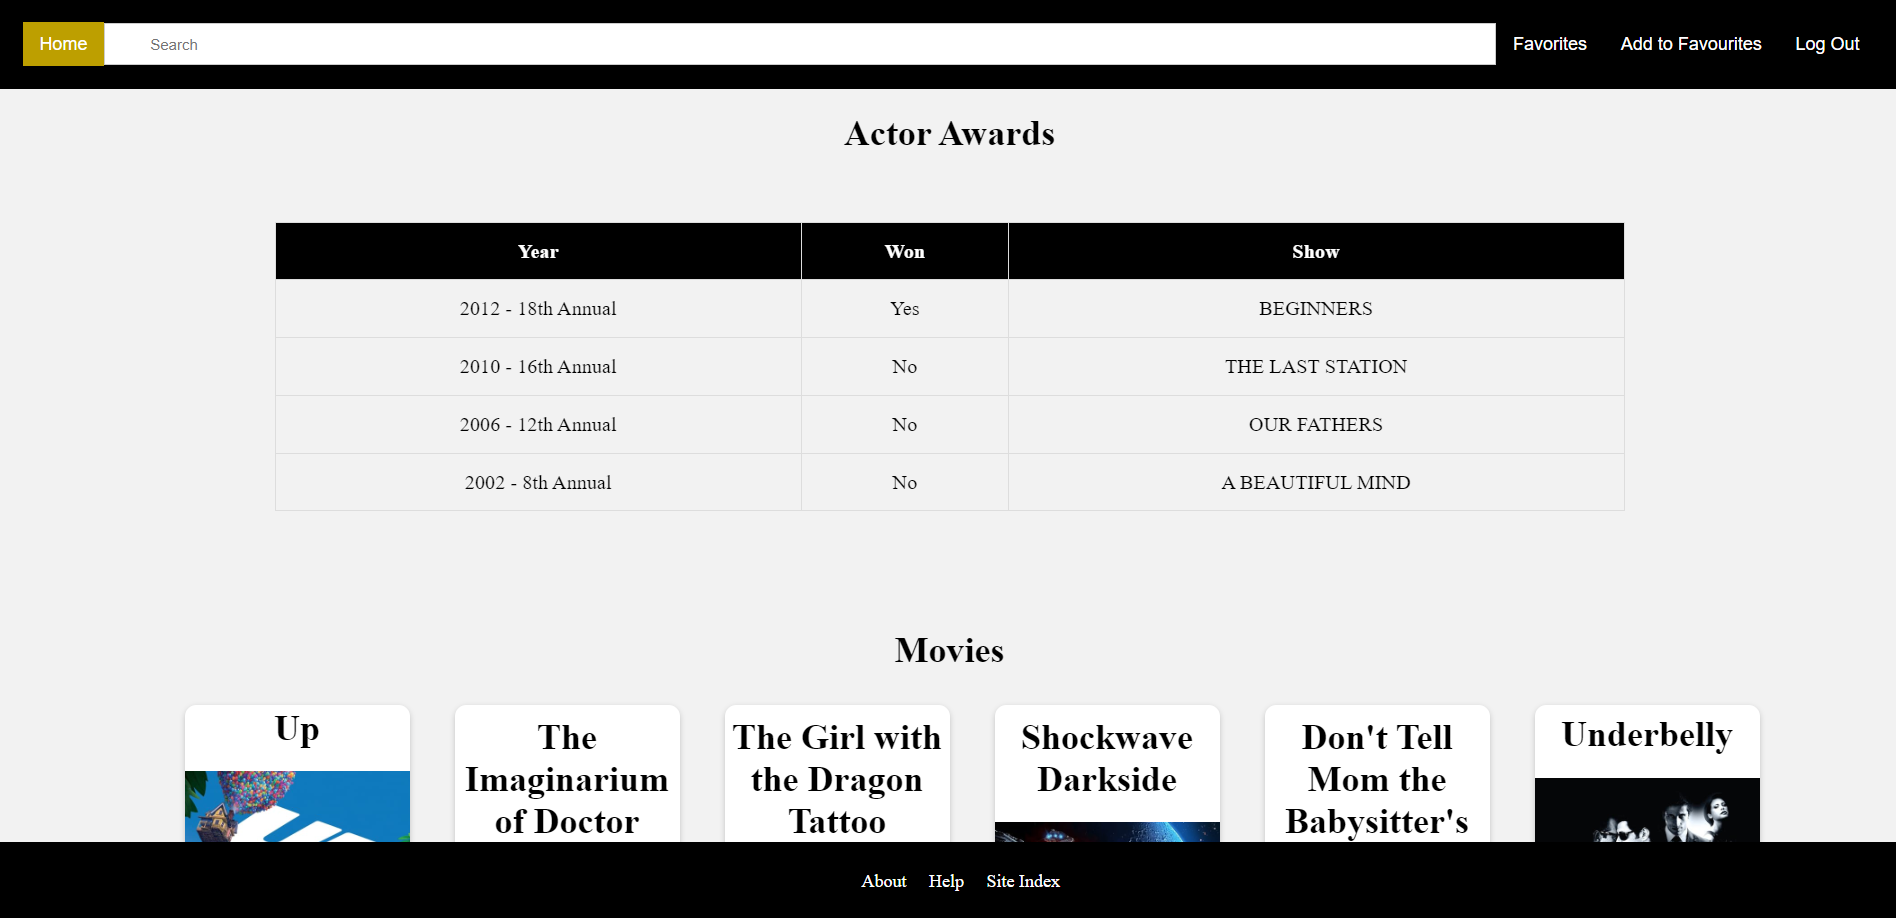 Home Search Favorites Add to Favourites Log Out
Actor Awards
Year Won Show
2012 - 18th Annual Yes BEGINNERS
2010 - 16th Annual No THE LAST STATION
2006 - 12th Annual No OUR FATHERS
2002 - 8th Annual No A BEAUTIFUL MIND
Movies
Up
The
Imaginarium
of Doctor
The Girl with
the Dragon
Tattoo
Shockwave
Darkside
Don't Tell
Mom the
Babysitter's
Underbelly
About Help Site Index